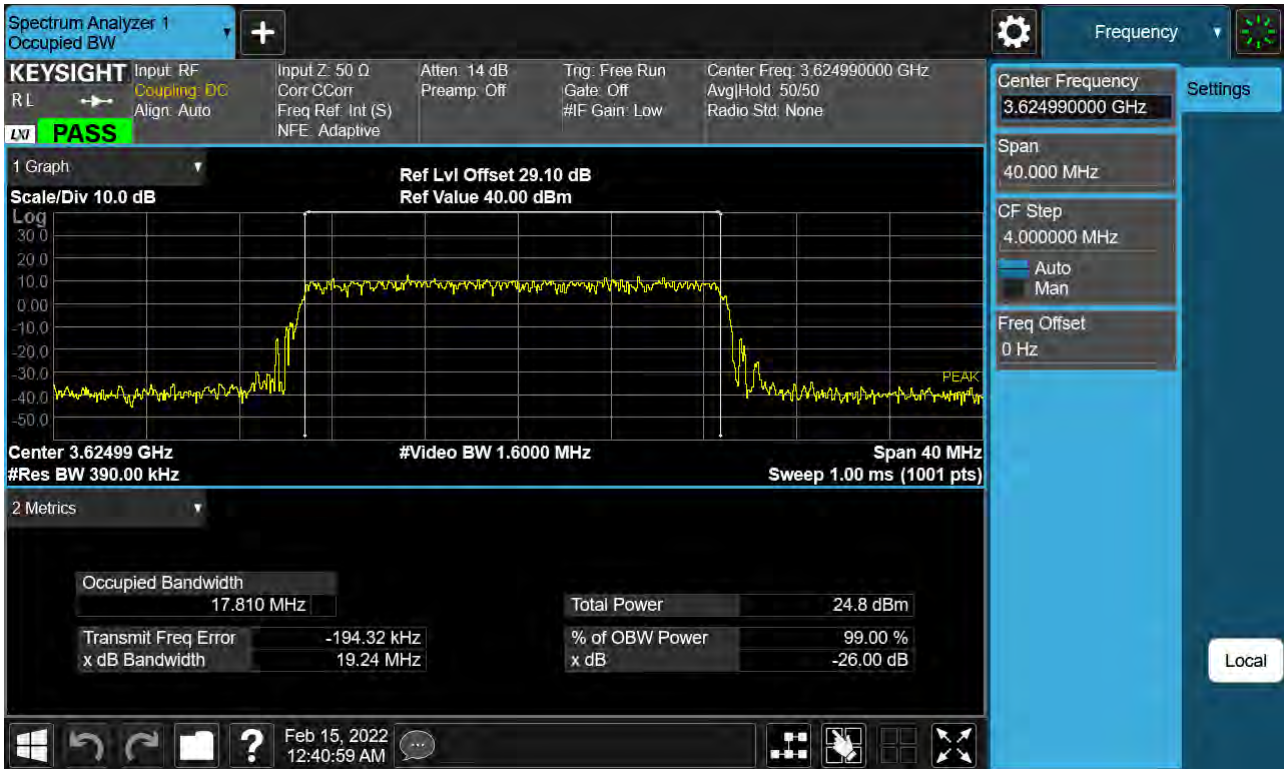 Spectrum Analyzer 1
Occupied BW
+
Frequency
KEYSIGHT
R L
LXI PASS
Input: RF
Coupling: DC
Align: Auto
Input Z: 50 Ω
Corr CCorr
Freq Ref: Int (S)
NFE: Adaptive
Atten: 14 dB
Preamp: Off
Trig: Free Run
Gate: Off
#IF Gain: Low
Center Freq: 3.624990000 GHz
Avg|Hold: 50/50
Radio Std: None
Center Frequency
3.624990000 GHz
Settings
Span
40.000 MHz
CF Step
4.000000 MHz
Auto
Man
Freq Offset
0 Hz
Local
1 Graph
Scale/Div 10.0 dB
Ref Lvl Offset 29.10 dB
Ref Value 40.00 dBm
Log
30.0
20.0
10.0
0.00
-10.0
-20.0
-30.0
-40.0
-50.0
PEAK
Center 3.62499 GHz
#Video BW 1.6000 MHz
Span 40 MHz
#Res BW 390.00 kHz
Sweep 1.00 ms (1001 pts)
2 Metrics
Occupied Bandwidth
17.810 MHz
Total Power 24.8 dBm
Transmit Freq Error -194.32 kHz
% of OBW Power 99.00 %
x dB Bandwidth 19.24 MHz
x dB -26.00 dB
?
Feb 15, 2022
12:40:59 AM